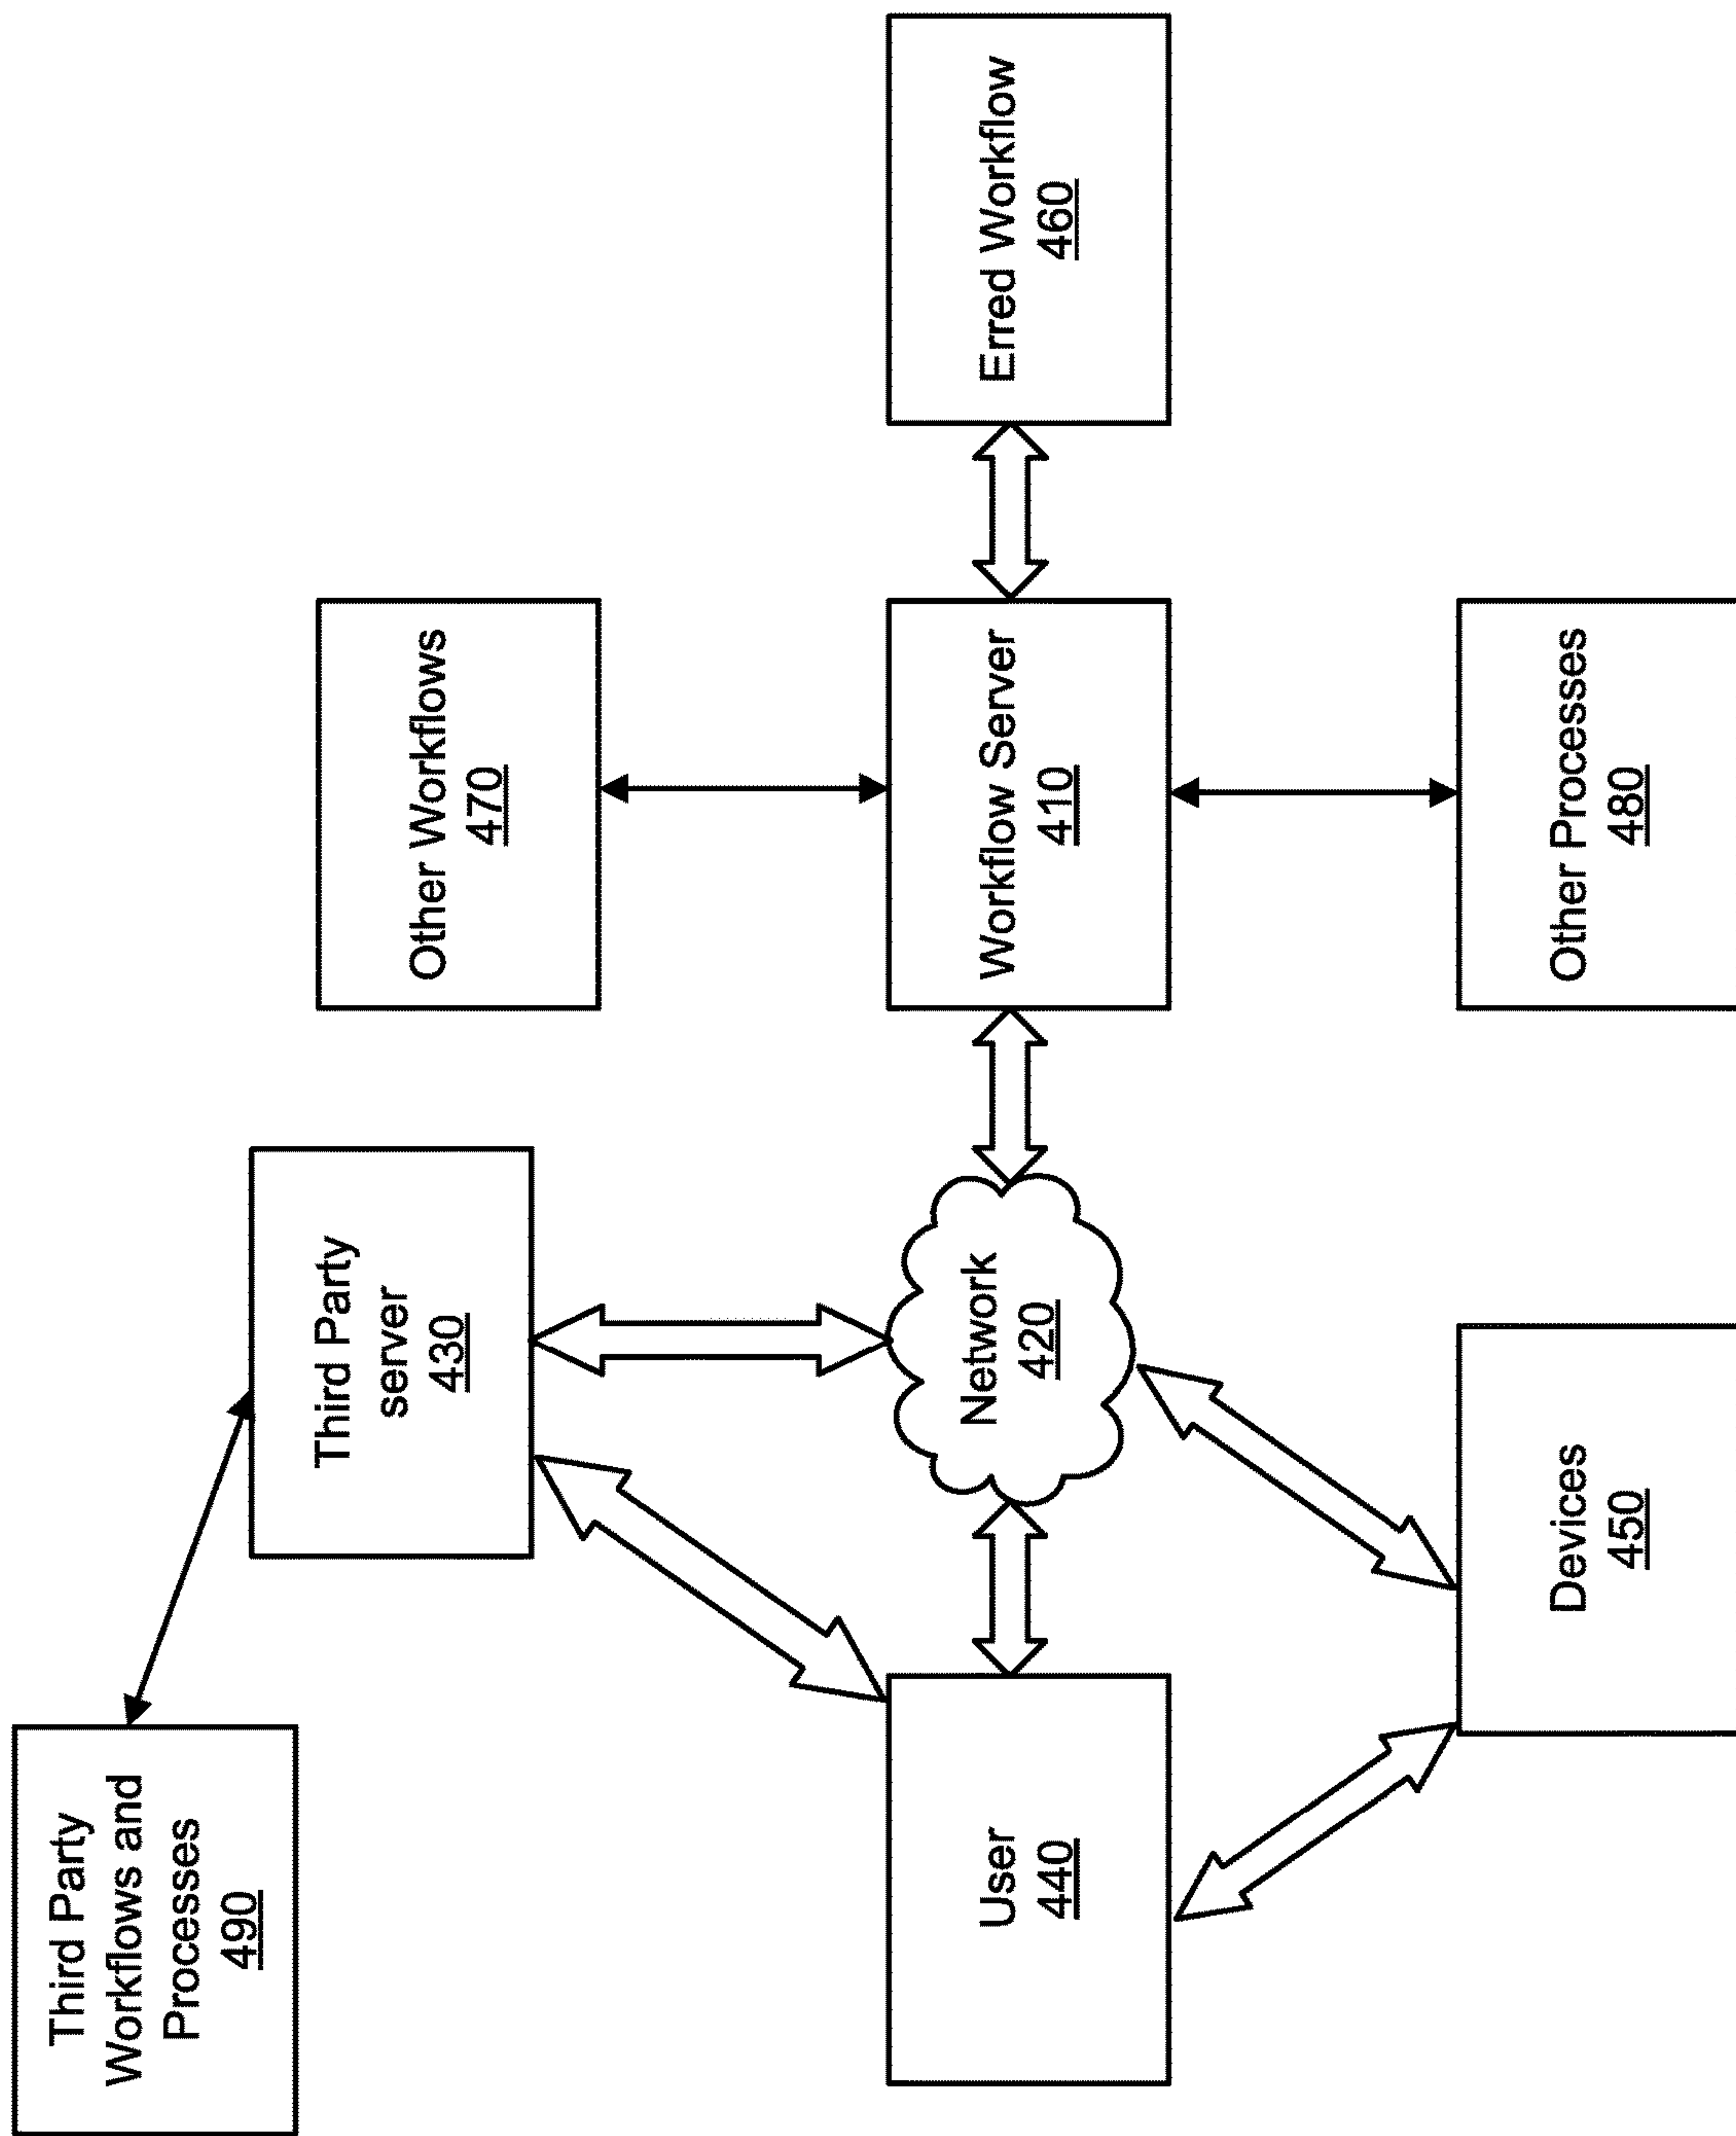 Third Party
Workflows and
Processes
490
Third Party
server
430
Other Workflows
470
User
440
Network
420
Workflow Server
410
Erred Workflow
460
Devices
450
Other Processes
480